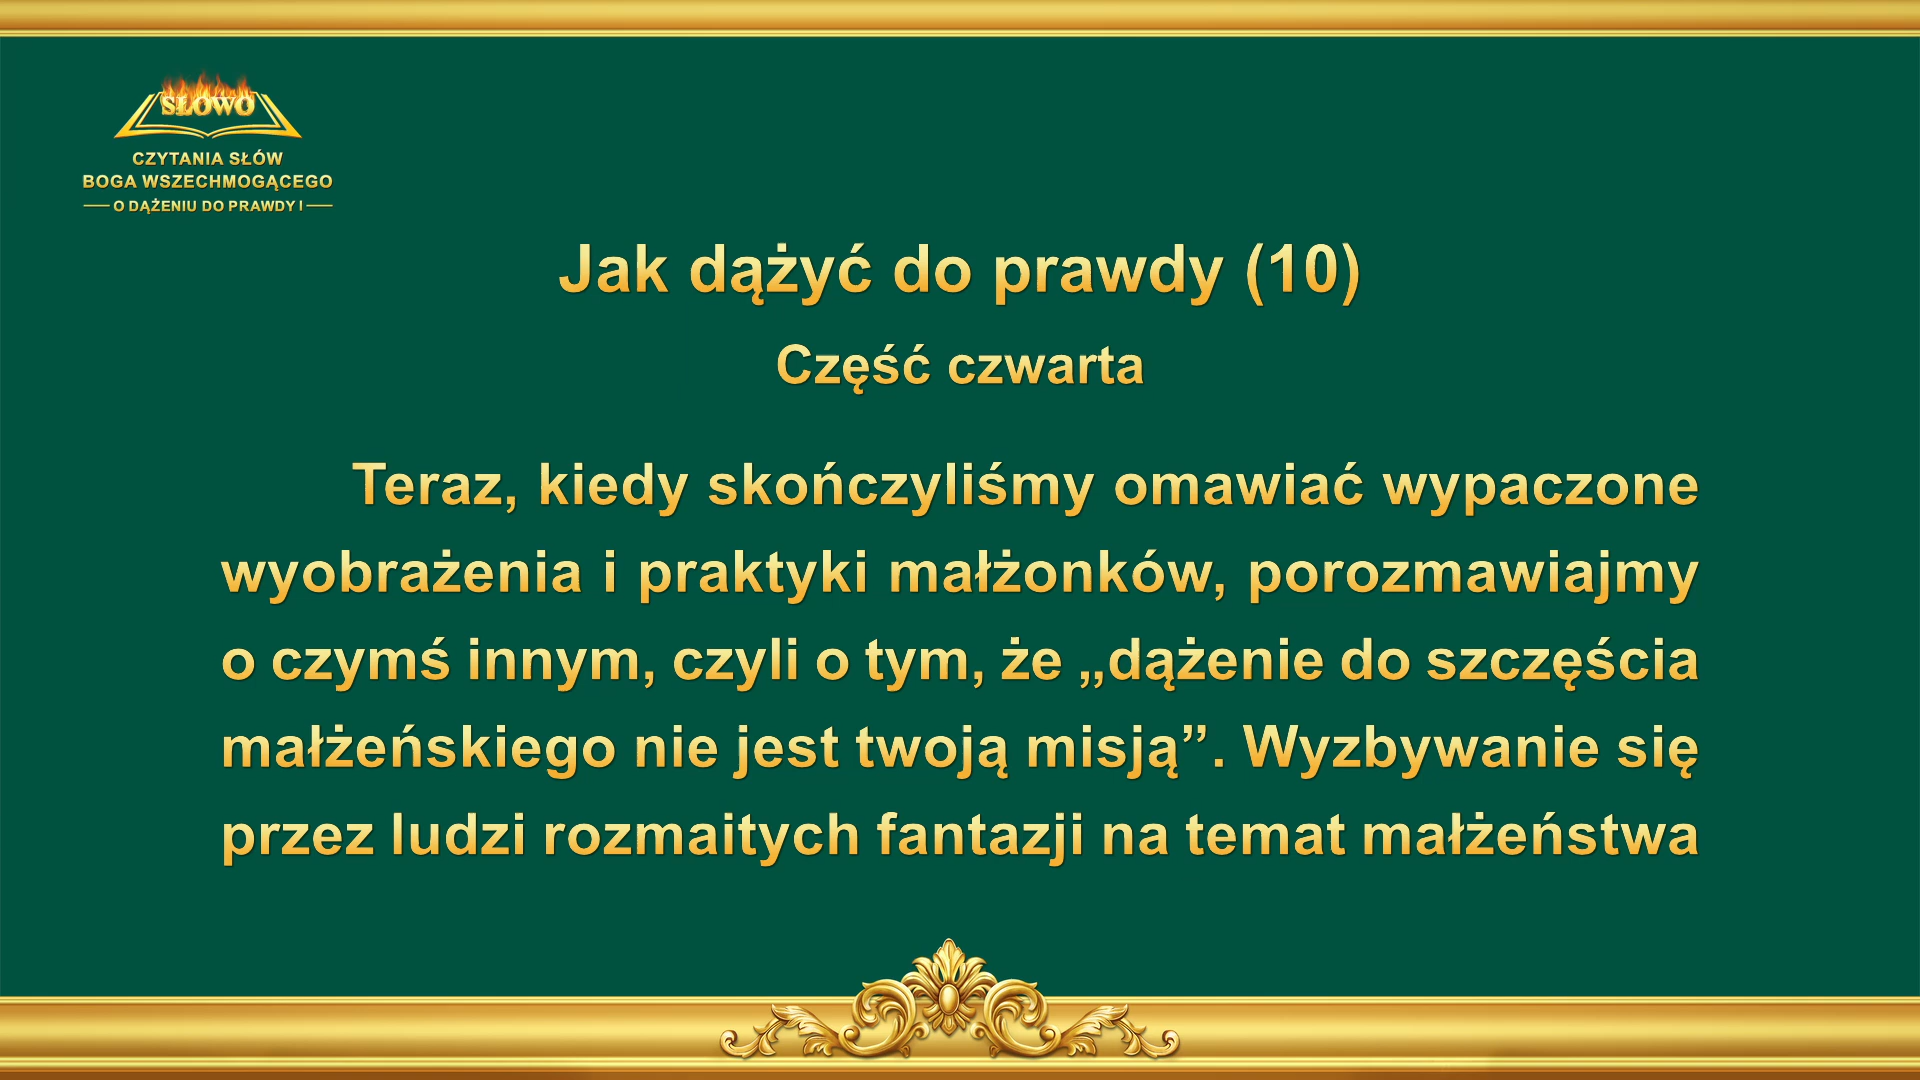 SŁOWO
CZYTANIA SŁÓW
BOGA WSZECHMOGĄCEGO
O DĄŻENIU DO PRAWDY I
Jak dążyć do prawdy (10)
Część czwarta
Teraz, kiedy skończyliśmy omawiać wypaczone
wyobrażenia i praktyki małżonków, porozmawiajmy
o czymś innym, czyli o tym, że „dążenie do szczęścia
małżeńskiego nie jest twoją misją”. Wyzbywanie się
przez ludzi rozmaitych fantazji na temat małżeństwa